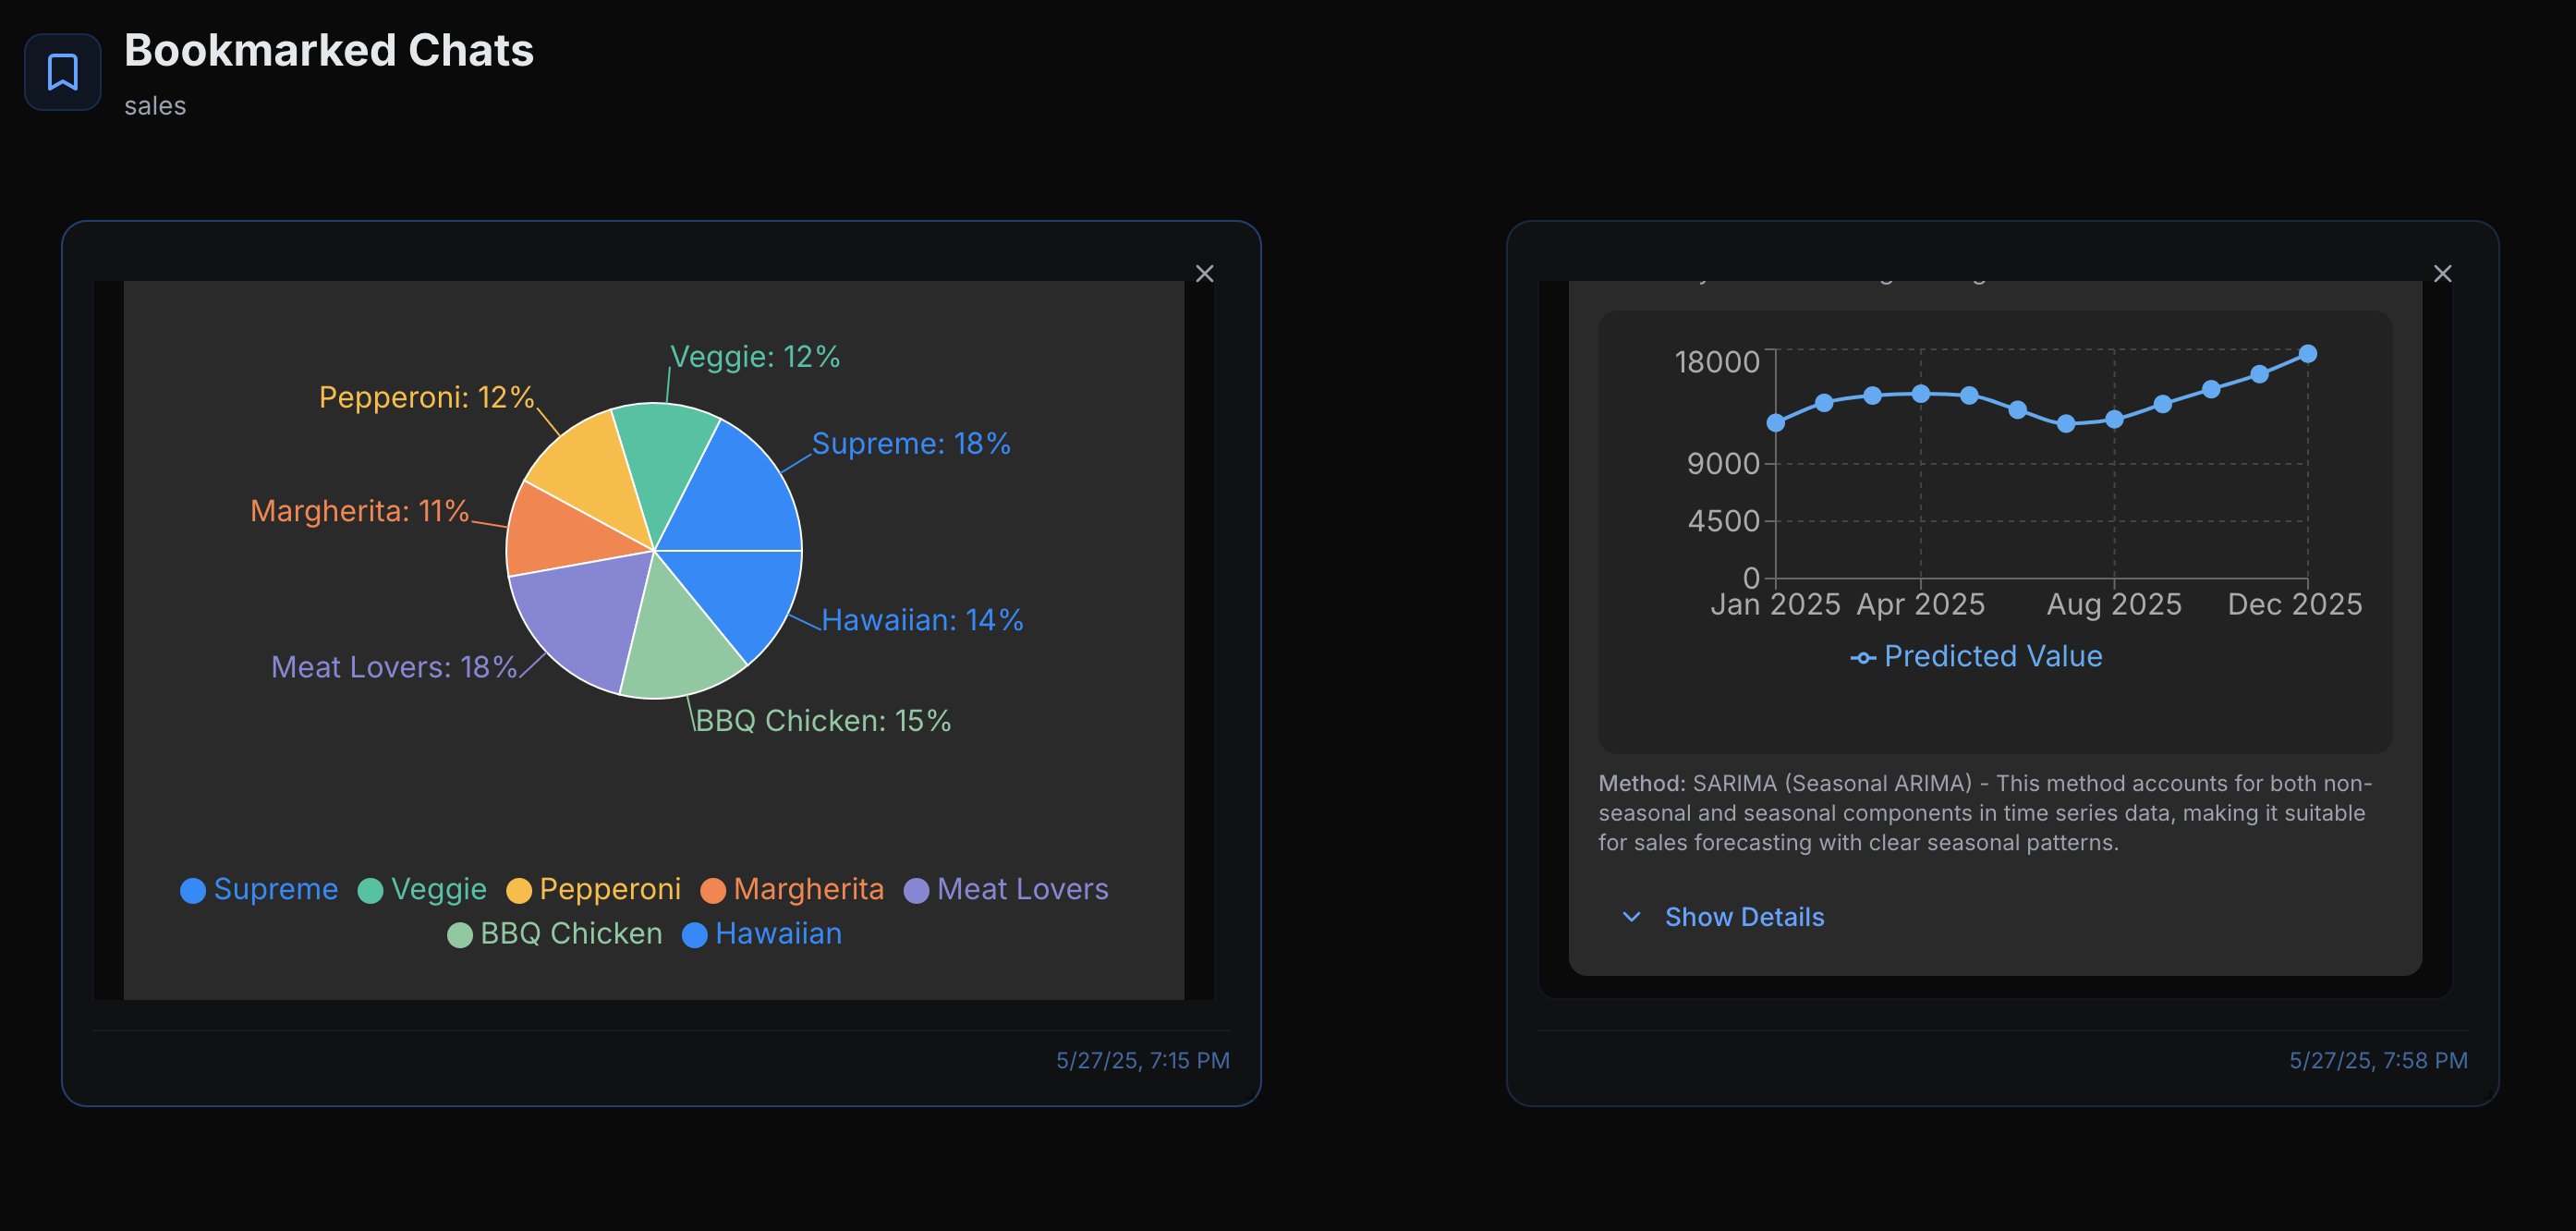 Bookmarked Chats
sales
Veggie: 12%
Pepperoni: 12%
Supreme: 18%
Margherita: 11%
Hawaiian: 14%
Meat Lovers: 18%
BBQ Chicken: 15%
Supreme Veggie Pepperoni Margherita Meat Lovers
BBQ Chicken Hawaiian
5/27/25, 7:15 PM
18000
9000
4500
0
Jan 2025 Apr 2025 Aug 2025 Dec 2025
Predicted Value
Method: SARIMA (Seasonal ARIMA) - This method accounts for both non-
seasonal and seasonal components in time series data, making it suitable
for sales forecasting with clear seasonal patterns.
Show Details
5/27/25, 7:58 PM